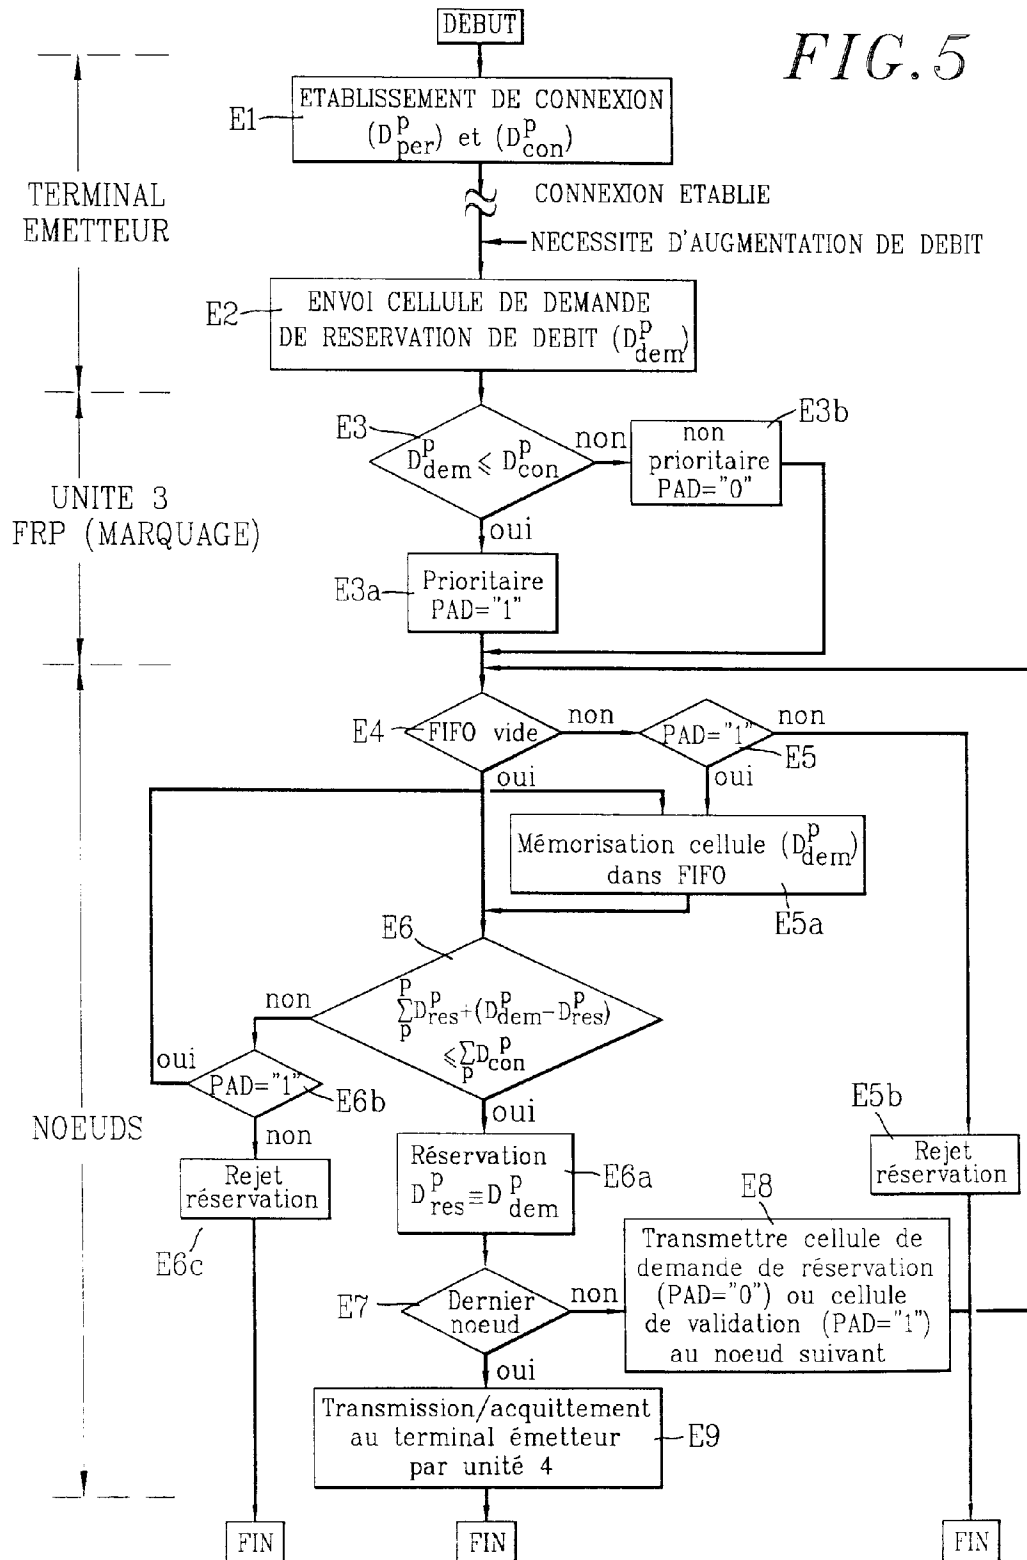 DEBUT
FIG.5
ETABLISSEMENT DE CONNEXION
(D^p_per) et (D^p_con)
E1
TERMINAL
EMETTEUR
CONNEXION ETABLIE
NECESSITE D'AUGMENTATION DE DEBIT
E2
ENVOI CELLULE DE DEMANDE
DE RESERVATION DE DEBIT (D^p_dem)
E3
D^p_dem ⩽ D^p_con
non
E3b
non
prioritaire
PAD="0"
UNITE 3
FRP (MARQUAGE)
oui
E3a
Prioritaire
PAD="1"
E4
FIFO vide
non
PAD="1"
E5
non
oui
oui
Mémorisation cellule (D^p_dem)
dans FIFO
E5a
E6
P
∑_p D^p_res+(D^p_dem−D^p_res)
⩽∑_p D_con^p
non
oui
PAD="1"
E6b
non
NOEUDS
Rejet
réservation
E6c
oui
Réservation
D^p_res≡D^p_dem
E6a
E5b
Rejet
réservation
E8
Transmettre cellule de
demande de réservation
(PAD="0") ou cellule
de validation (PAD="1")
au noeud suivant
E7
Dernier
noeud
non
oui
Transmission/acquittement
au terminal émetteur
par unité 4
E9
FIN
FIN
FIN